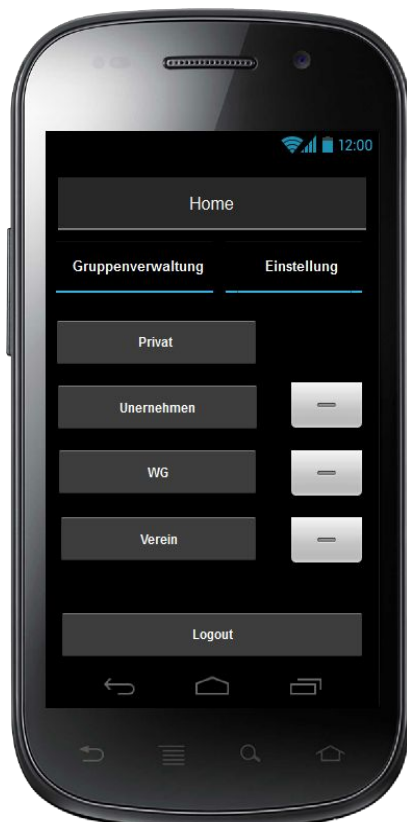 12:00
Home
Gruppenverwaltung Einstellung
Privat
Unernehmen
WG
Verein
Logout